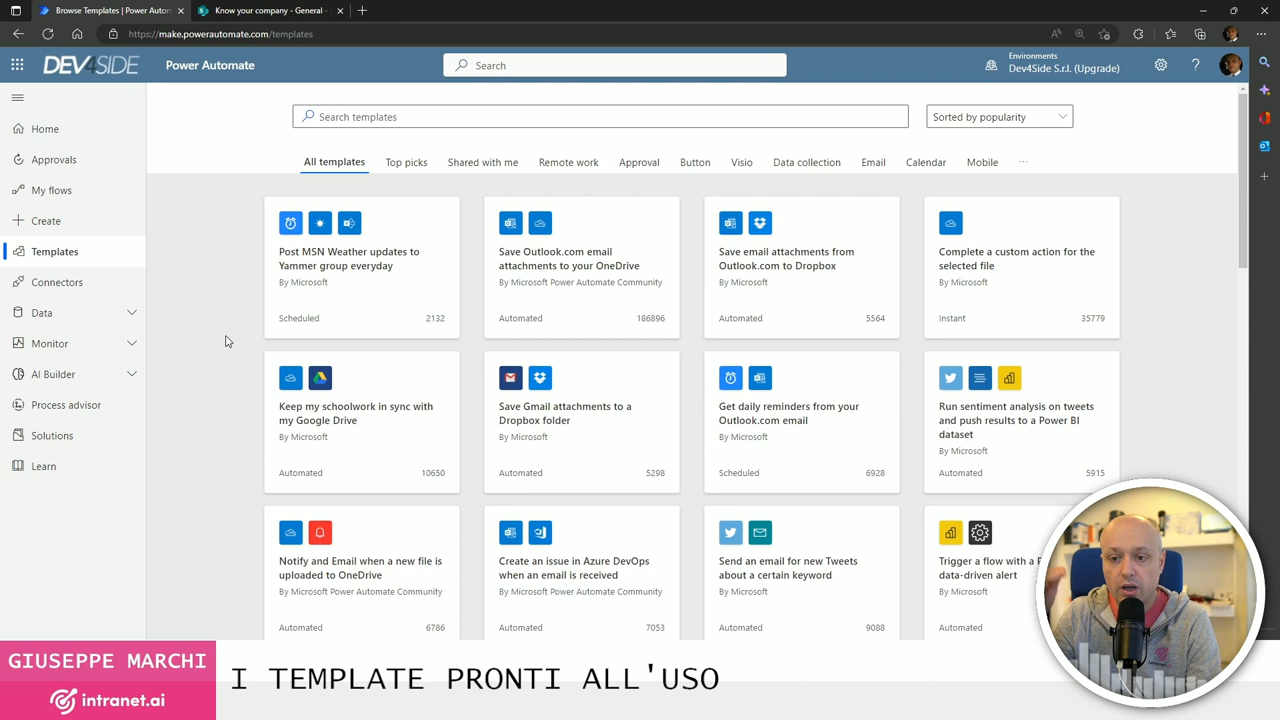 Browse Templates | Power Autom
Know your company - General -
https://make.powerautomate.com/templates
DEV4SIDE
Power Automate
Search
Environments
Dev4Side S.r.l. (Upgrade)
Home
Approvals
My flows
Create
Templates
Connectors
Data
Monitor
AI Builder
Process advisor
Solutions
Learn
Search templates
Sorted by popularity
All templates
Top picks
Shared with me
Remote work
Approval
Button
Visio
Data collection
Email
Calendar
Mobile
...
Post MSN Weather updates to
Yammer group everyday
By Microsoft
Scheduled
2132
Save Outlook.com email
attachments to your OneDrive
By Microsoft Power Automate Community
Automated
186896
Save email attachments from
Outlook.com to Dropbox
By Microsoft
Automated
5564
Complete a custom action for the
selected file
By Microsoft
Instant
35779
Keep my schoolwork in sync with
my Google Drive
By Microsoft
Automated
10650
Save Gmail attachments to a
Dropbox folder
By Microsoft
Automated
5298
Get daily reminders from your
Outlook.com email
By Microsoft
Scheduled
6928
Run sentiment analysis on tweets
and push results to a Power BI
dataset
By Microsoft
Automated
5915
Notify and Email when a new file is
uploaded to OneDrive
By Microsoft Power Automate Community
Automated
6786
Create an issue in Azure DevOps
when an email is received
By Microsoft Power Automate Community
Automated
7053
Send an email for new Tweets
about a certain keyword
By Microsoft
Automated
9088
Trigger a flow with a P
data-driven alert
By Microsoft
Automated
GIUSEPPE MARCHI
intranet.ai
I TEMPLATE PRONTI ALL'USO